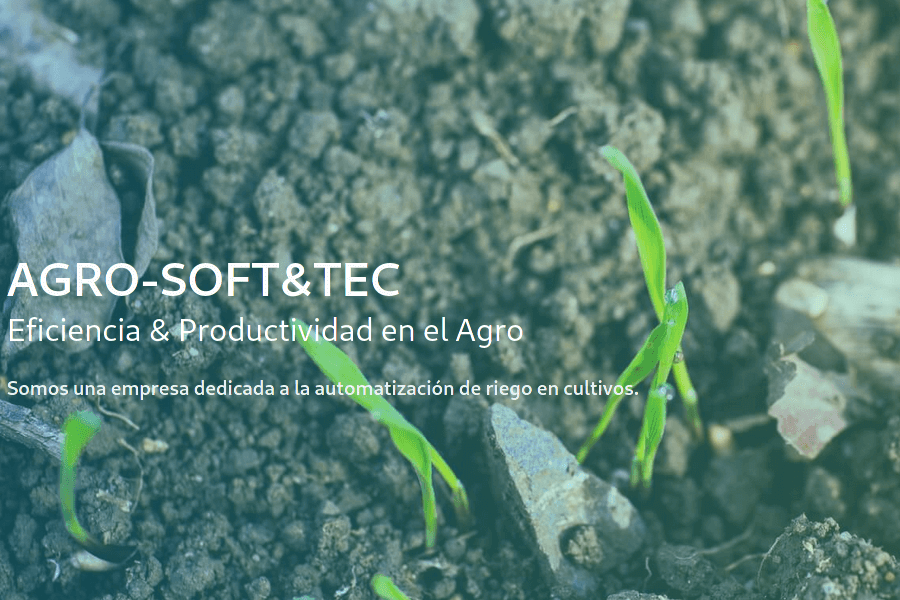 AGRO-SOFT&TEC
Eficiencia & Productividad en el Agro
Somos una empresa dedicada a la automatización de riego en cultivos.